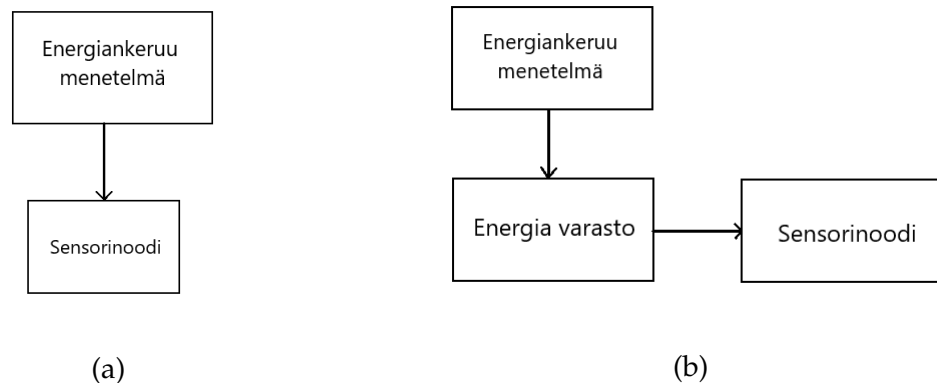 Energiankeruu
menetelmä
Sensorinoodi
(a)
Energiankeruu
menetelmä
Energia varasto
Sensorinoodi
(b)